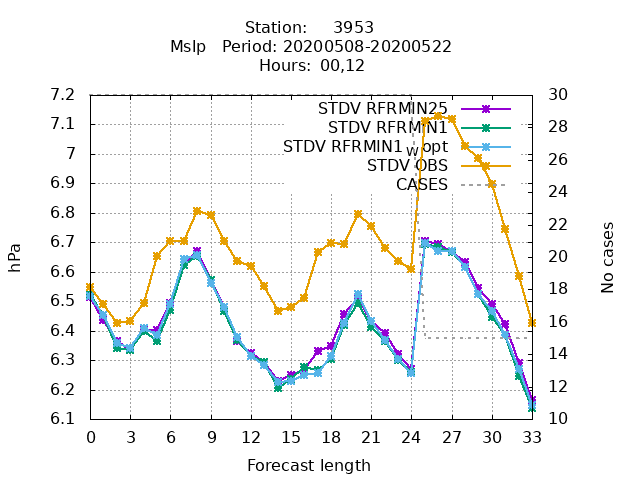 Station: 3953
Mslp Period: 20200508-20200522
Hours: 00,12
7.2
7.1
7
6.9
6.8
6.7
6.6
6.5
6.4
6.3
6.2
6.1
30
28
26
24
22
20
18
16
14
12
10
STDV RFRMIN25
STDV RFRMIN1
STDV RFRMIN1_W opt
STDV OBS
CASES
hPa
No cases
0 3 6 9 12 15 18 21 24 27 30 33
Forecast length